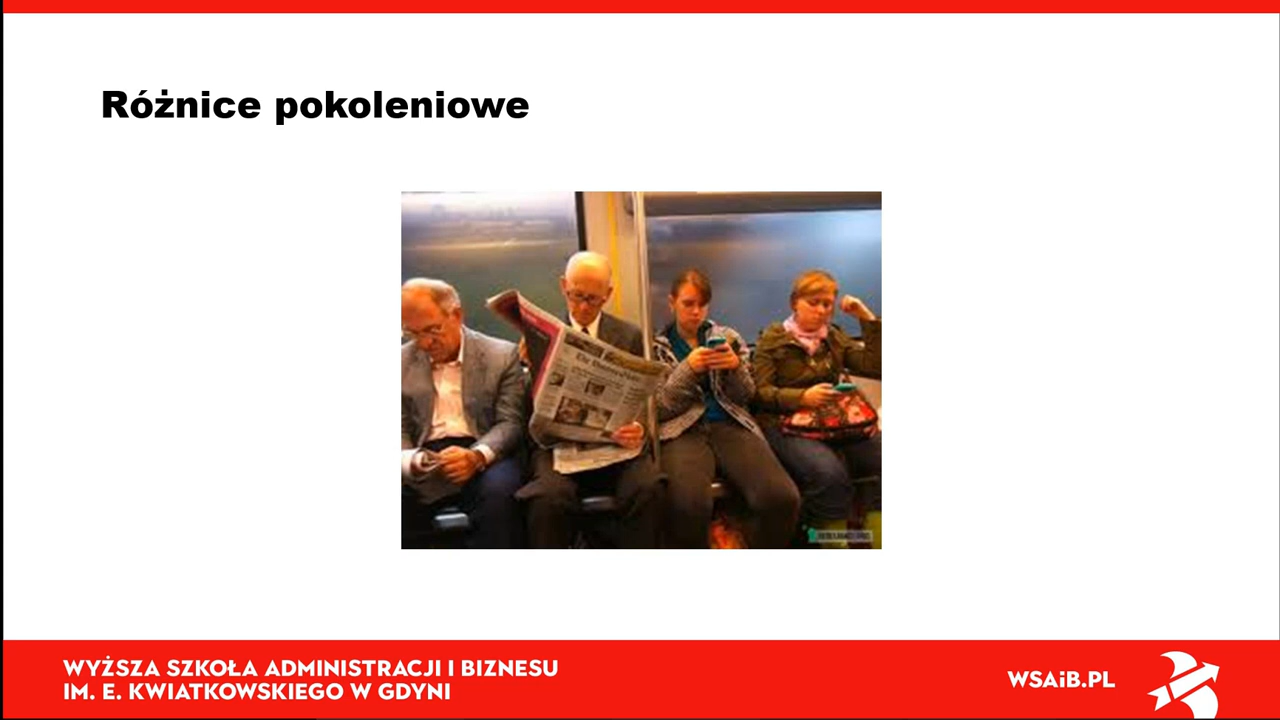 Różnice pokoleniowe
WYŻSZA SZKOŁA ADMINISTRACJI I BIZNESU
IM. E. KWIATKOWSKIEGO W GDYNI
WSAiB.PL